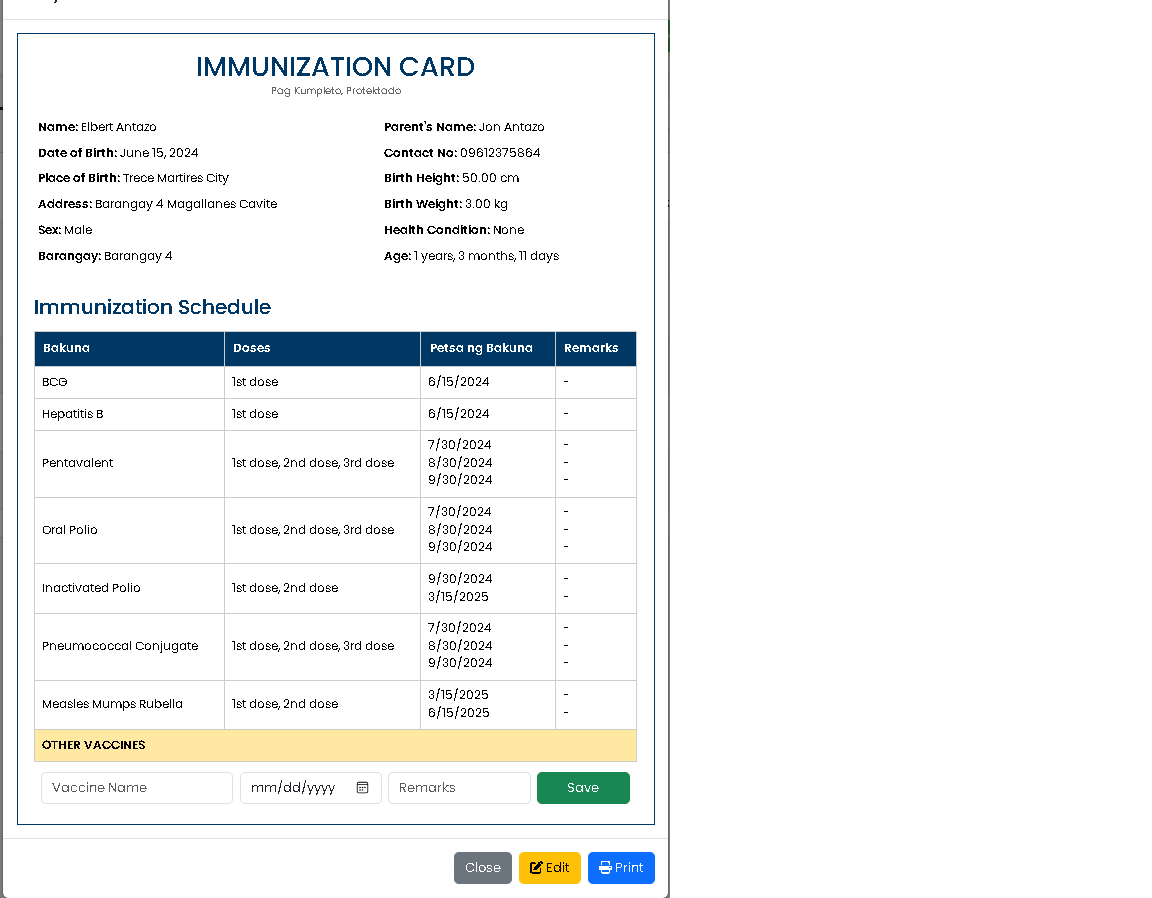 IMMUNIZATION CARD
Pag Kumpleto, Protektado
Name: Elbert Antazo
Parent's Name: Jon Antazo
Date of Birth: June 15, 2024
Contact No: 09612375864
Place of Birth: Trece Martires City
Birth Height: 50.00 cm
Address: Barangay 4 Magallanes Cavite
Birth Weight: 3.00 kg
Sex: Male
Health Condition: None
Barangay: Barangay 4
Age: 1 years, 3 months, 11 days
Immunization Schedule
Bakuna Doses Petsa ng Bakuna Remarks
BCG 1st dose 6/15/2024 -
Hepatitis B 1st dose 6/15/2024 -
Pentavalent 1st dose, 2nd dose, 3rd dose
7/30/2024 -
8/30/2024 -
9/30/2024 -
Oral Polio 1st dose, 2nd dose, 3rd dose
7/30/2024 -
8/30/2024 -
9/30/2024 -
Inactivated Polio 1st dose, 2nd dose
9/30/2024 -
3/15/2025 -
Pneumococcal Conjugate 1st dose, 2nd dose, 3rd dose
7/30/2024 -
8/30/2024 -
9/30/2024 -
Measles Mumps Rubella 1st dose, 2nd dose
3/15/2025 -
6/15/2025 -
OTHER VACCINES
Vaccine Name mm/dd/yyyy Remarks Save
Close Edit Print